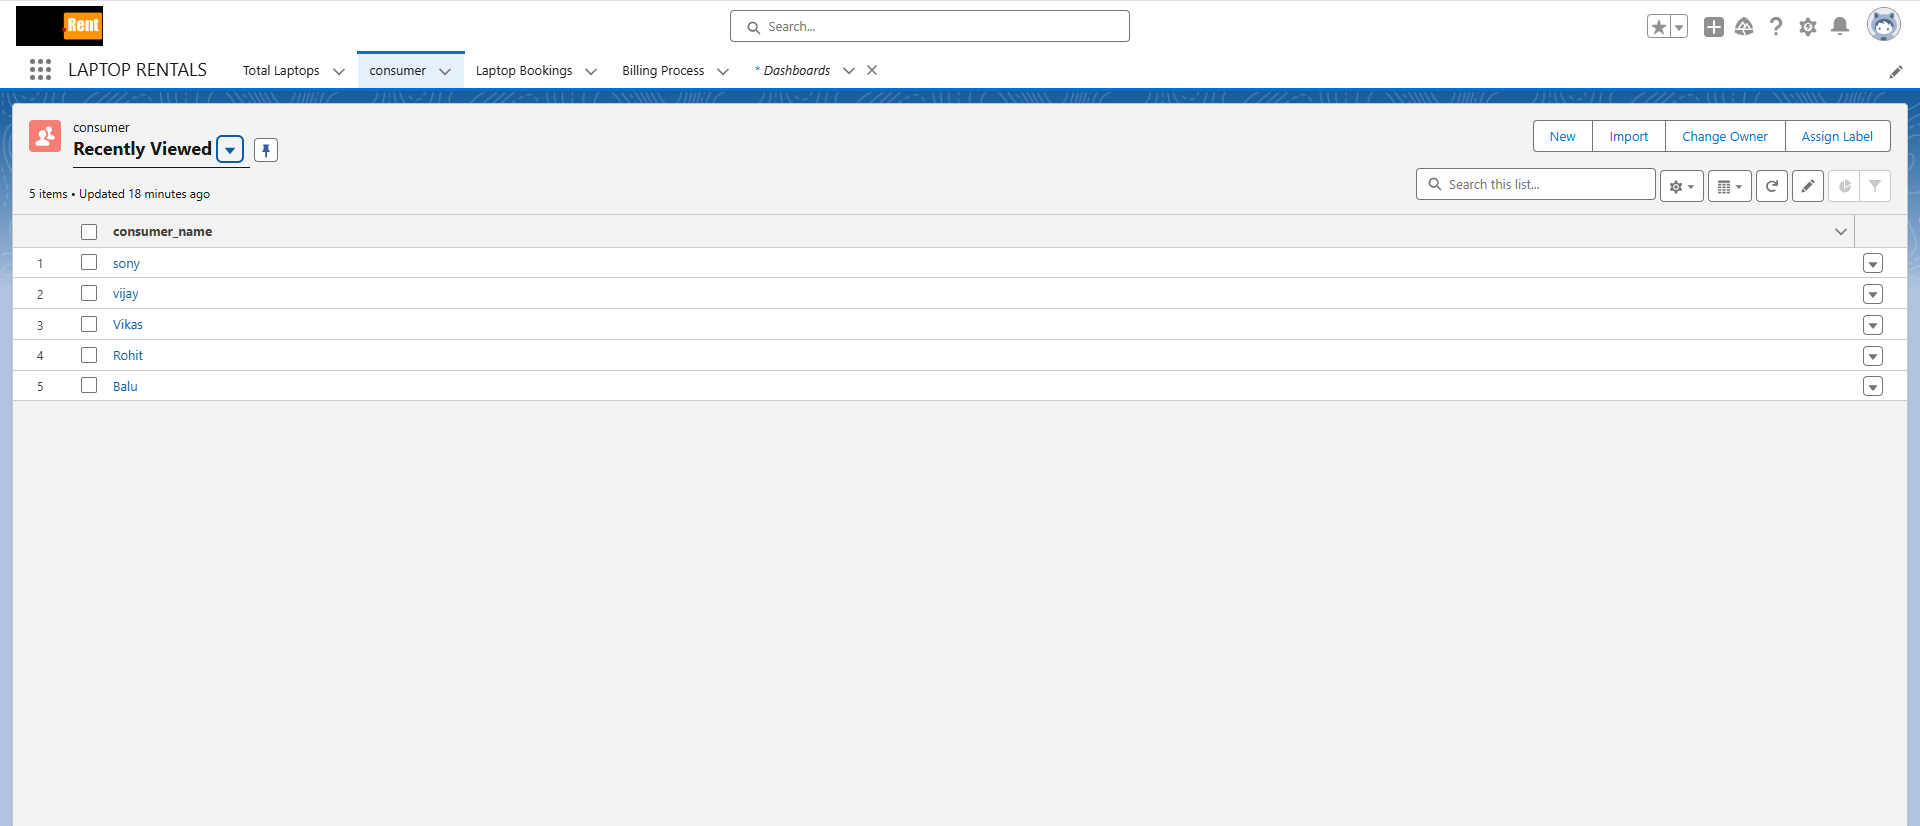 Rent
Search...
LAPTOP RENTALS
Total Laptops
consumer
Laptop Bookings
Billing Process
* Dashboards
consumer
Recently Viewed
New
Import
Change Owner
Assign Label
5 items • Updated 18 minutes ago
Search this list...
consumer_name
1 sony
2 vijay
3 Vikas
4 Rohit
5 Balu